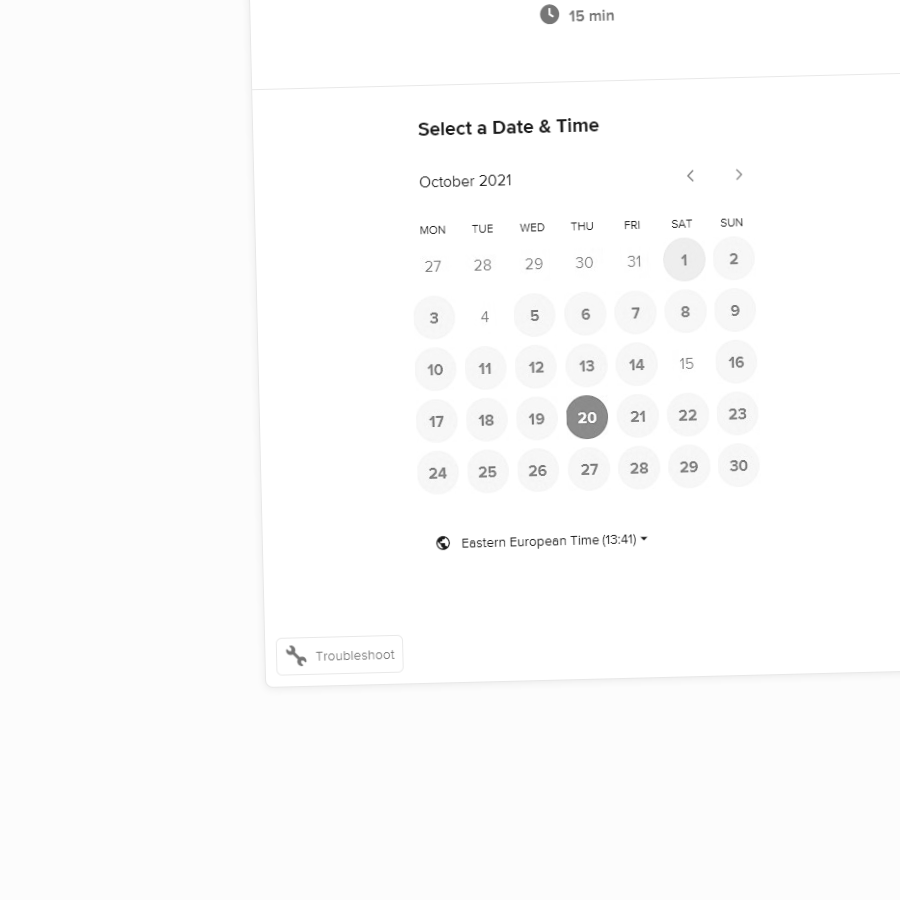 15 min
Select a Date & Time
October 2021
MON TUE WED THU FRI SAT SUN
27 28 29 30 31 1 2
3 4 5 6 7 8 9
10 11 12 13 14 15 16
17 18 19 20 21 22 23
24 25 26 27 28 29 30
Eastern European Time (13:41)
Troubleshoot